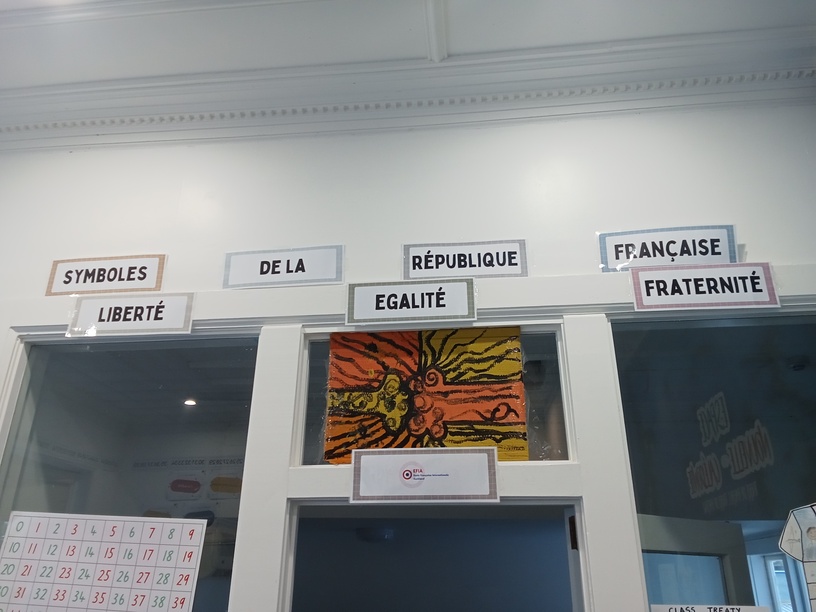 SYMBOLES DE LA RÉPUBLIQUE FRANÇAISE
LIBERTÉ EGALITÉ FRATERNITÉ
EFIA
0 1 2 3 4 5 6 7 8 9
10 11 12 13 14 15 16 17 18 19
20 21 22 23 24 25 26 27 28 29
30 31 32 33 34 35 36 37 38 39
CLASS TREATY